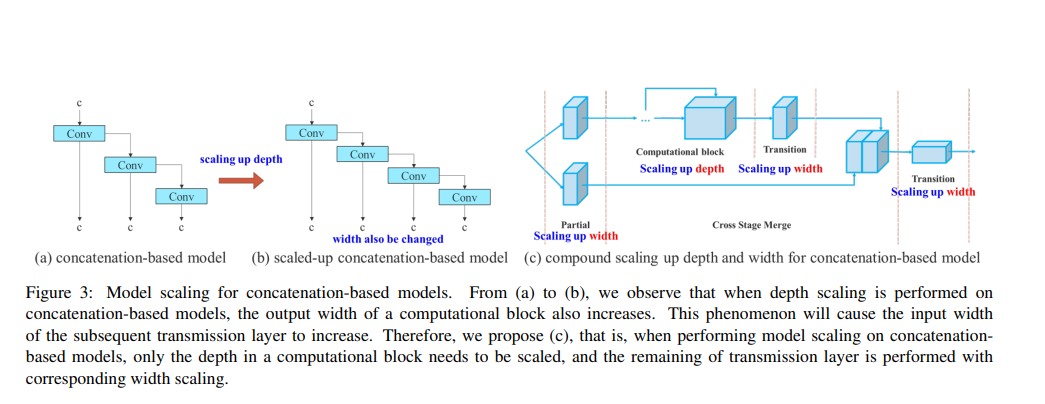 c
Conv
Conv
Conv
c
c
c
scaling up depth
c
Conv
Conv
Conv
Conv
c
c
c
c
width also be changed
...
Computational block
Scaling up depth
Transition
Scaling up width
Transition
Scaling up width
Partial
Scaling up width
Cross Stage Merge
(a) concatenation-based model
(b) scaled-up concatenation-based model
(c) compound scaling up depth and width for concatenation-based model
Figure 3: Model scaling for concatenation-based models. From (a) to (b), we observe that when depth scaling is performed on
concatenation-based models, the output width of a computational block also increases. This phenomenon will cause the input width
of the subsequent transmission layer to increase. Therefore, we propose (c), that is, when performing model scaling on concatenation-
based models, only the depth in a computational block needs to be scaled, and the remaining of transmission layer is performed with
corresponding width scaling.